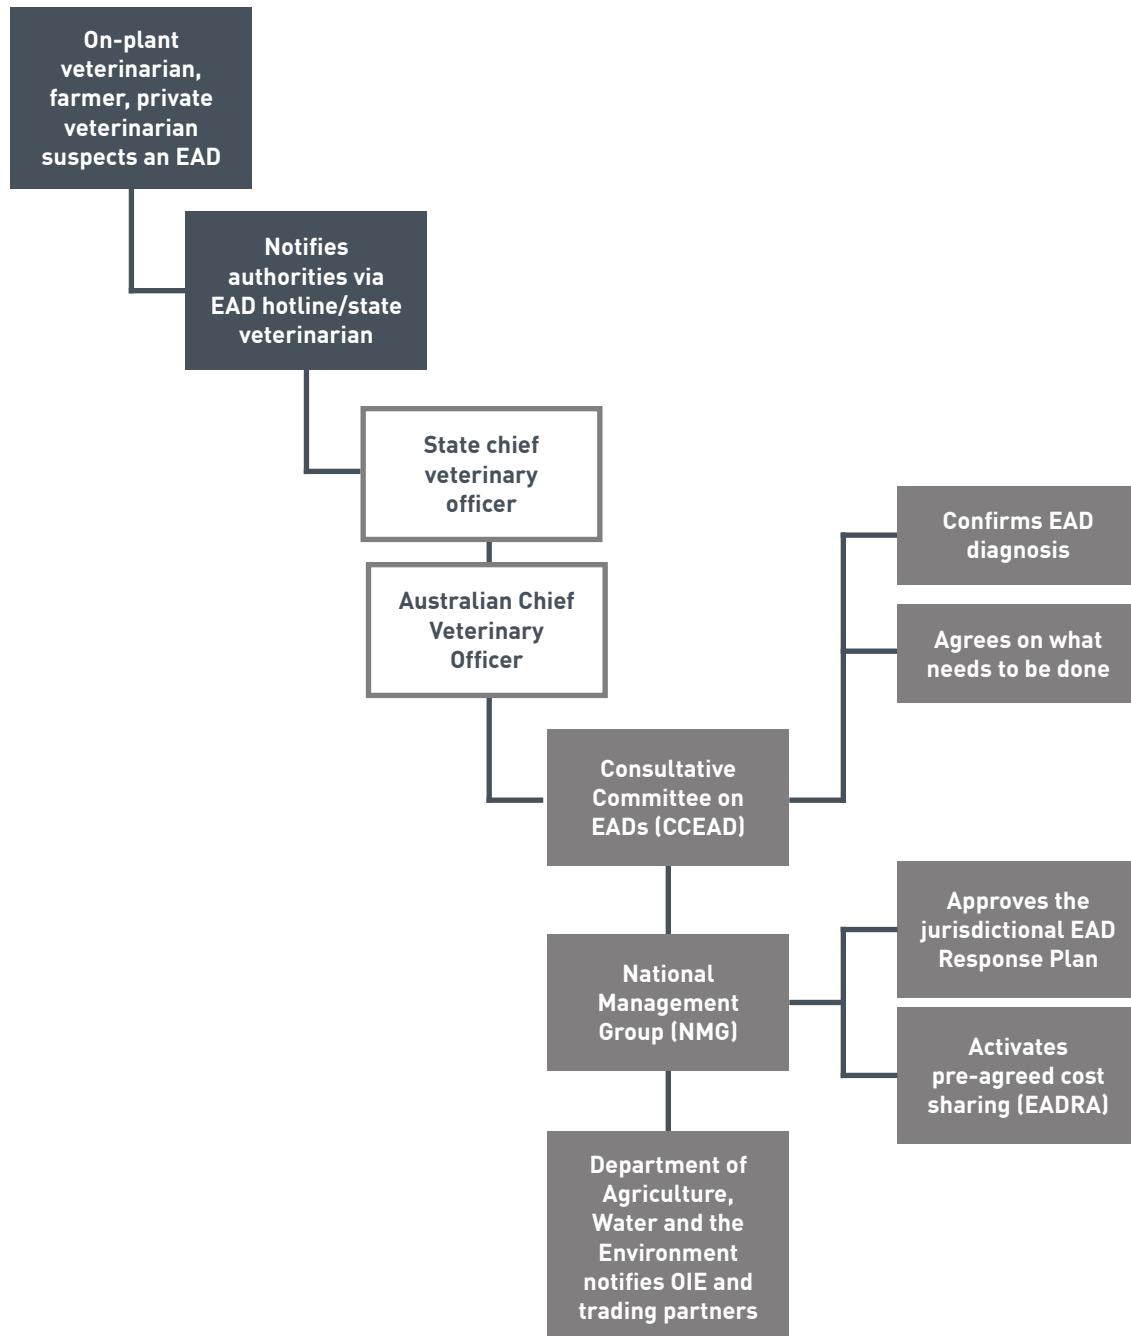 On-plant
veterinarian,
farmer, private
veterinarian
suspects an EAD
Notifies
authorities via
EAD hotline/state
veterinarian
State chief
veterinary
officer
Australian Chief
Veterinary
Officer
Consultative
Committee on
EADs (CCEAD)
Confirms EAD
diagnosis
Agrees on what
needs to be done
National
Management
Group (NMG)
Approves the
jurisdictional EAD
Response Plan
Activates
pre-agreed cost
sharing (EADRA)
Department of
Agriculture,
Water and the
Environment
notifies OIE and
trading partners